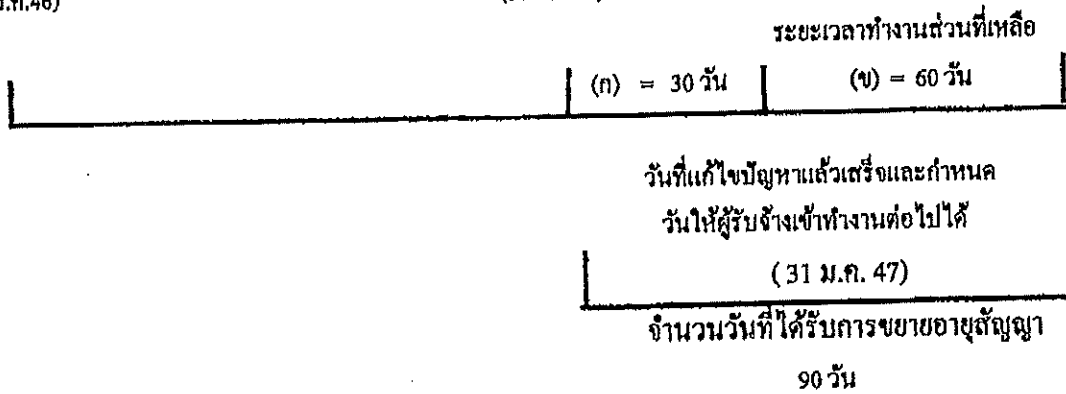 ระยะเวลาทำงานส่วนที่เหลือ
(ก) = 30 วัน (ข) = 60 วัน
วันที่แก้ไขปัญหาแล้วเสร็จและกำหนด
วันให้ผู้รับจ้างเข้าทำงานต่อไปได้
(31 ม.ค. 47)
จำนวนวันที่ได้รับการขยายอายุสัญญา
90 วัน